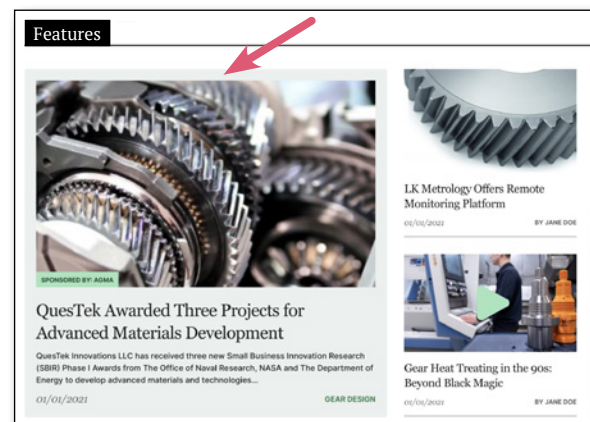 Features
SPONSORED BY: AGMA
QuesTek Awarded Three Projects for
Advanced Materials Development
QuesTek Innovations LLC has received three new Small Business Innovation Research
(SBIR) Phase I Awards from The Office of Naval Research, NASA and The Department of
Energy to develop advanced materials and technologies...
01/01/2021
GEAR DESIGN
LK Metrology Offers Remote
Monitoring Platform
01/01/2021
BY JANE DOE
Gear Heat Treating in the 90s:
Beyond Black Magic
01/01/2021
BY JANE DOE